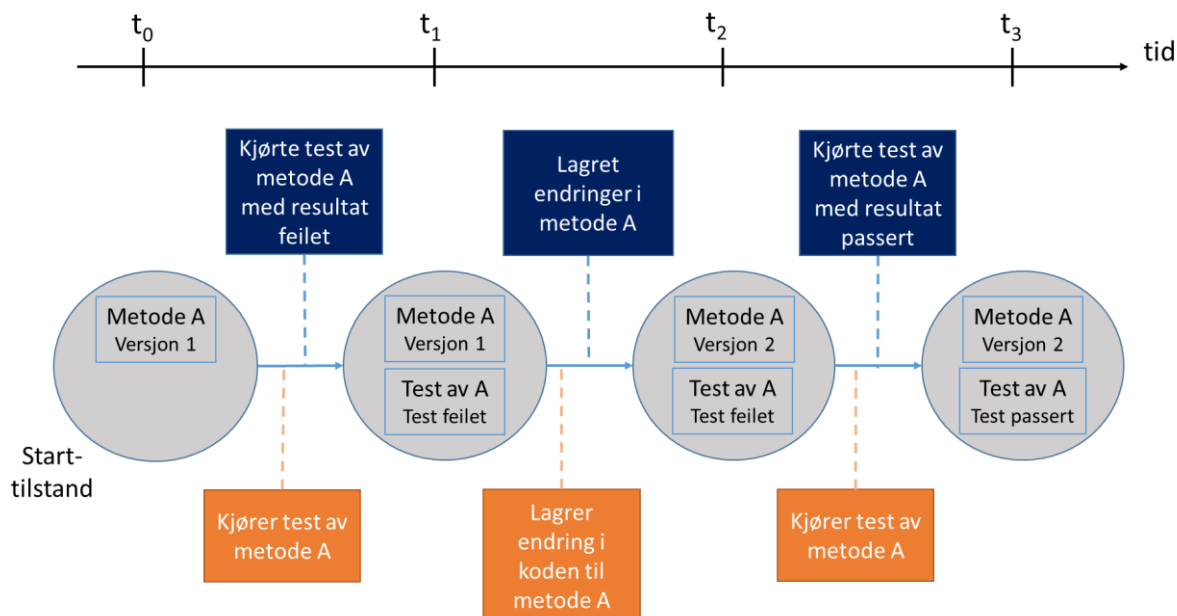 t0
t1
t2
t3
tid
Kjørte test av
metode A
med resultat
feilet
Lagret
endringer i
metode A
Kjørte test av
metode A
med resultat
passert
Metode A
Versjon 1
Metode A
Versjon 1
Test av A
Test feilet
Metode A
Versjon 2
Test av A
Test feilet
Metode A
Versjon 2
Test av A
Test passert
Start-
tilstand
Kjører test av
metode A
Lagrer
endring i
koden til
metode A
Kjører test av
metode A